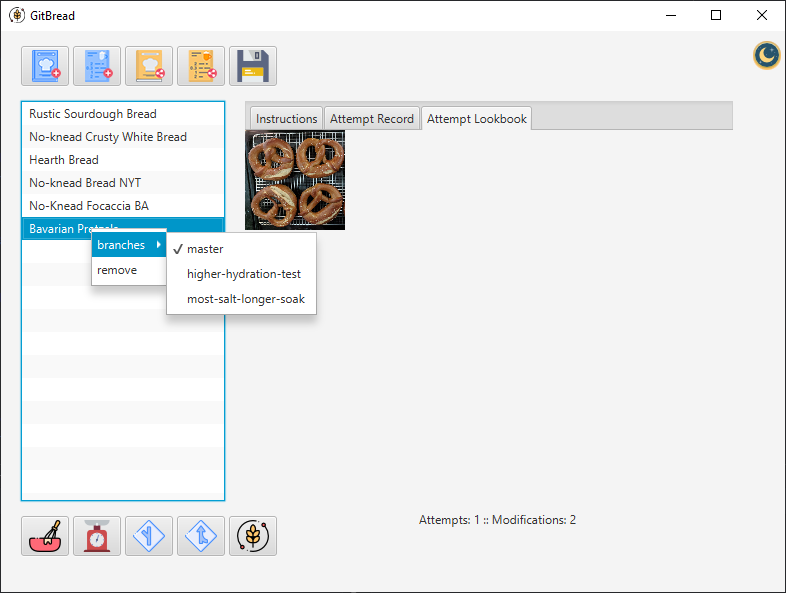 GitBread
Rustic Sourdough Bread
No-knead Crusty White Bread
Hearth Bread
No-knead Bread NYT
No-Knead Focaccia BA
Bavarian Pretzels
branches
remove
master
higher-hydration-test
most-salt-longer-soak
Instructions
Attempt Record
Attempt Lookbook
Attempts: 1 :: Modifications: 2